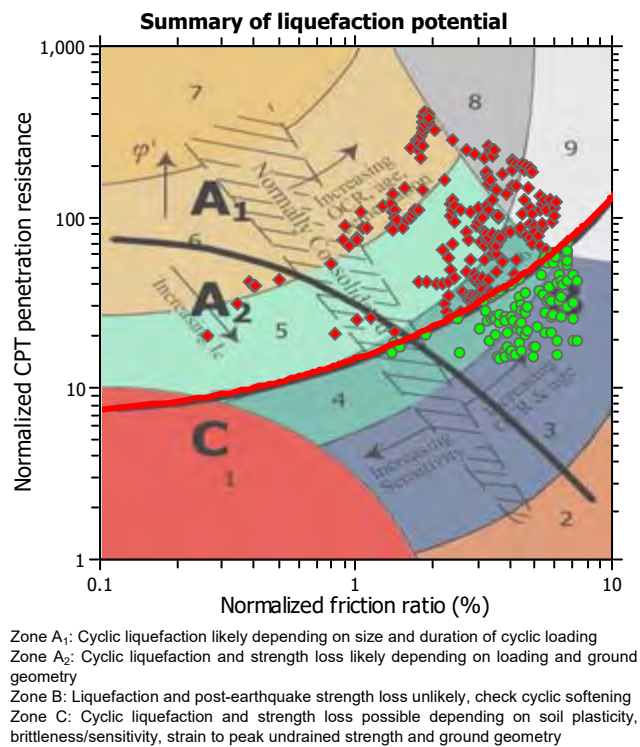 Summary of liquefaction potential
1,000
100
10
1
Normalized CPT penetration resistance
7
8
9
φ'
A1
Normally Consolidated
Increasing
OCR, age,
6
A2
Increasing Ic
5
4
C
1
Increasing
Sensitivity
Increasing
OCR & age
3
2
0.1
1
10
Normalized friction ratio (%)
Zone A1: Cyclic liquefaction likely depending on size and duration of cyclic loading
Zone A2: Cyclic liquefaction and strength loss likely depending on loading and ground
geometry
Zone B: Liquefaction and post-earthquake strength loss unlikely, check cyclic softening
Zone C: Cyclic liquefaction and strength loss possible depending on soil plasticity,
brittleness/sensitivity, strain to peak undrained strength and ground geometry